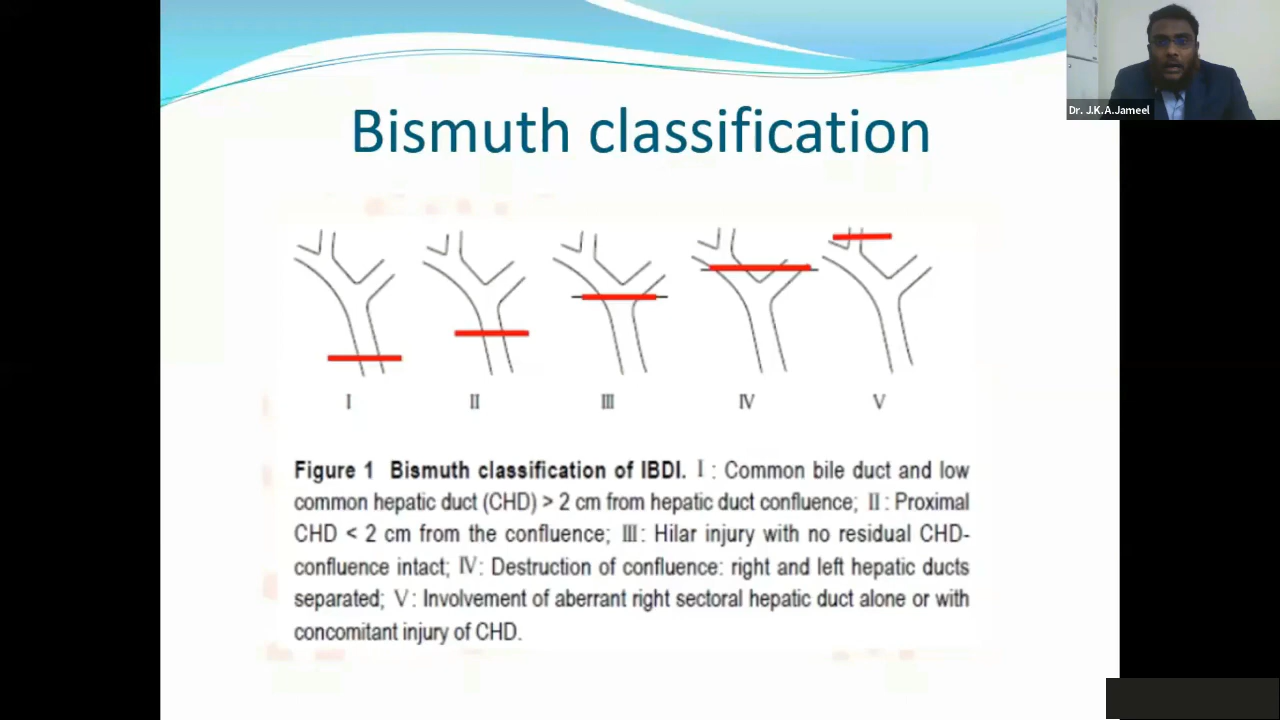 Dr. J.K.A.Jameel
Bismuth classification
I II III IV V
Figure 1 Bismuth classification of IBDI. I : Common bile duct and low
common hepatic duct (CHD) > 2 cm from hepatic duct confluence; II : Proximal
CHD < 2 cm from the confluence; III: Hilar injury with no residual CHD-
confluence intact; IV: Destruction of confluence: right and left hepatic ducts
separated; V: Involvement of aberrant right sectoral hepatic duct alone or with
concomitant injury of CHD.